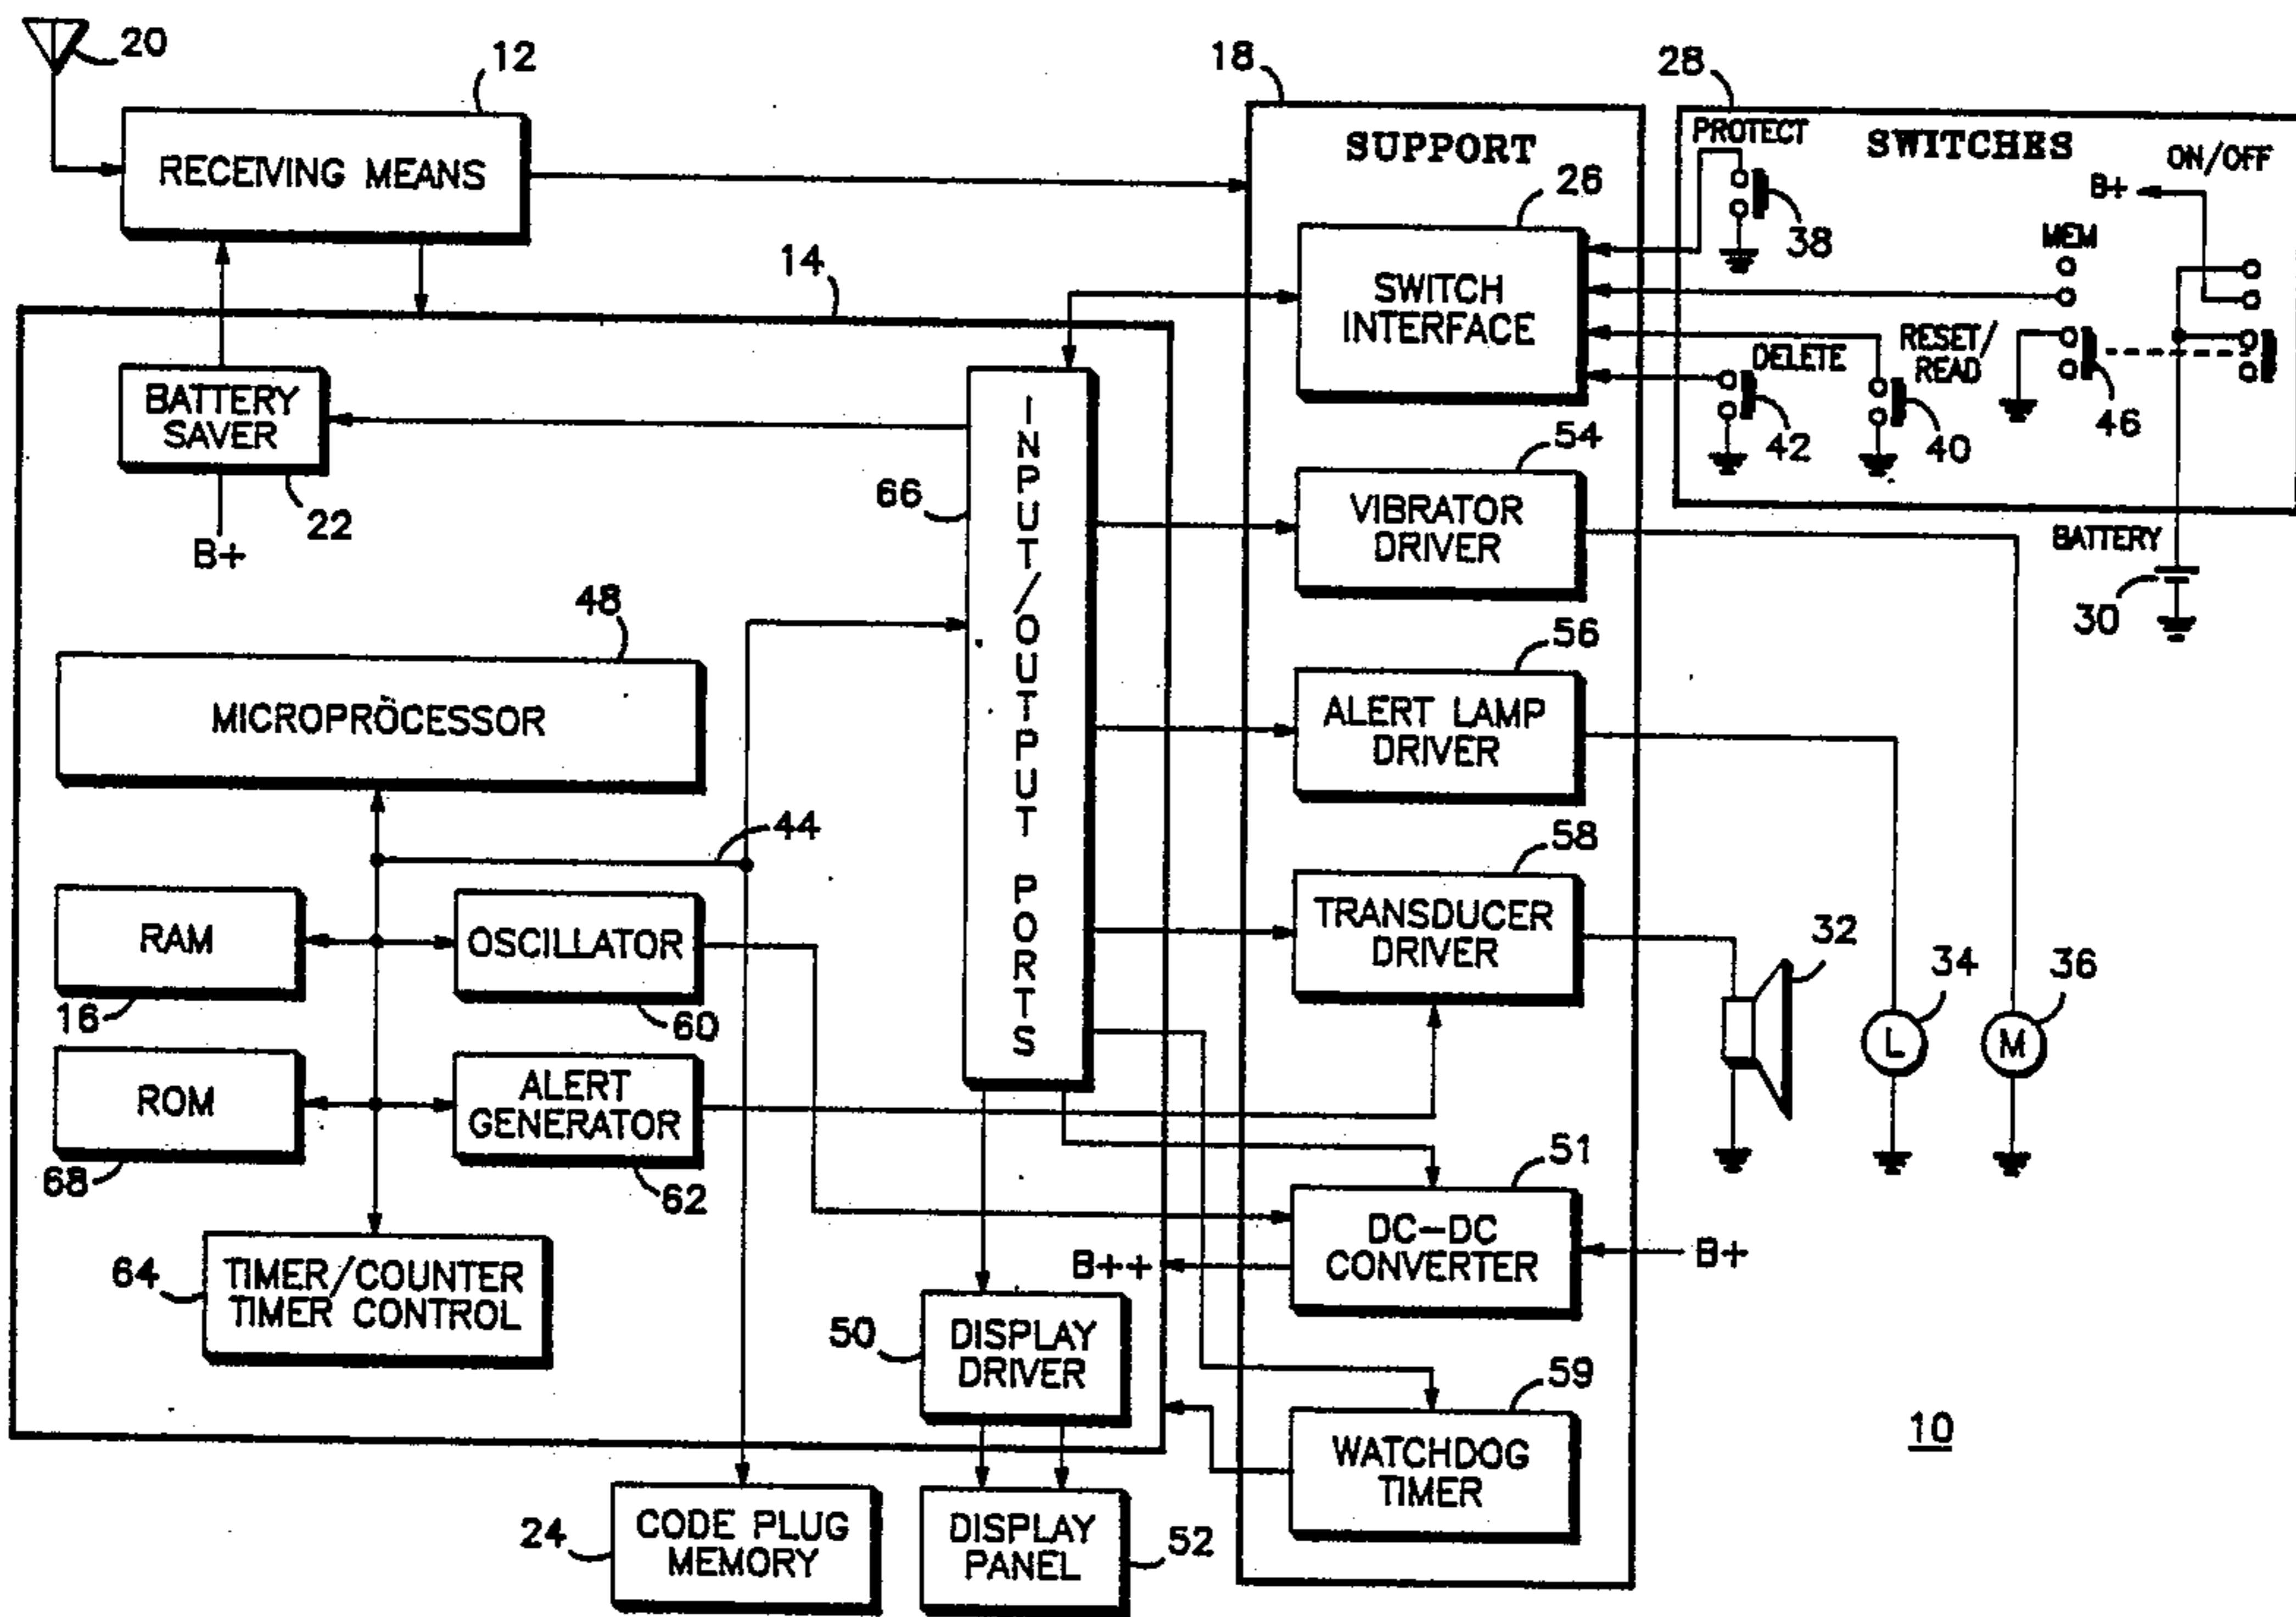 20
12
RECEIVING MEANS
18
SUPPORT
28
PROTECT
SWITCHES
ON/OFF
B+
38
MEM
26
SWITCH
INTERFACE
RESET/
READ
DELETE
42
40
46
14
BATTERY
SAVER
22
B+
66
INPUT/OUTPUT PORTS
54
VIBRATOR
DRIVER
BATTERY
30
48
MICROPROCESSOR
56
ALERT LAMP
DRIVER
44
58
TRANSDUCER
DRIVER
32
34
L
36
M
RAM
16
OSCILLATOR
60
ROM
68
ALERT
GENERATOR
62
64
TIMER/COUNTER
TIMER CONTROL
51
DC-DC
CONVERTER
B++
B+
50
DISPLAY
DRIVER
59
WATCHDOG
TIMER
10
24
CODE PLUG
MEMORY
DISPLAY
PANEL
52